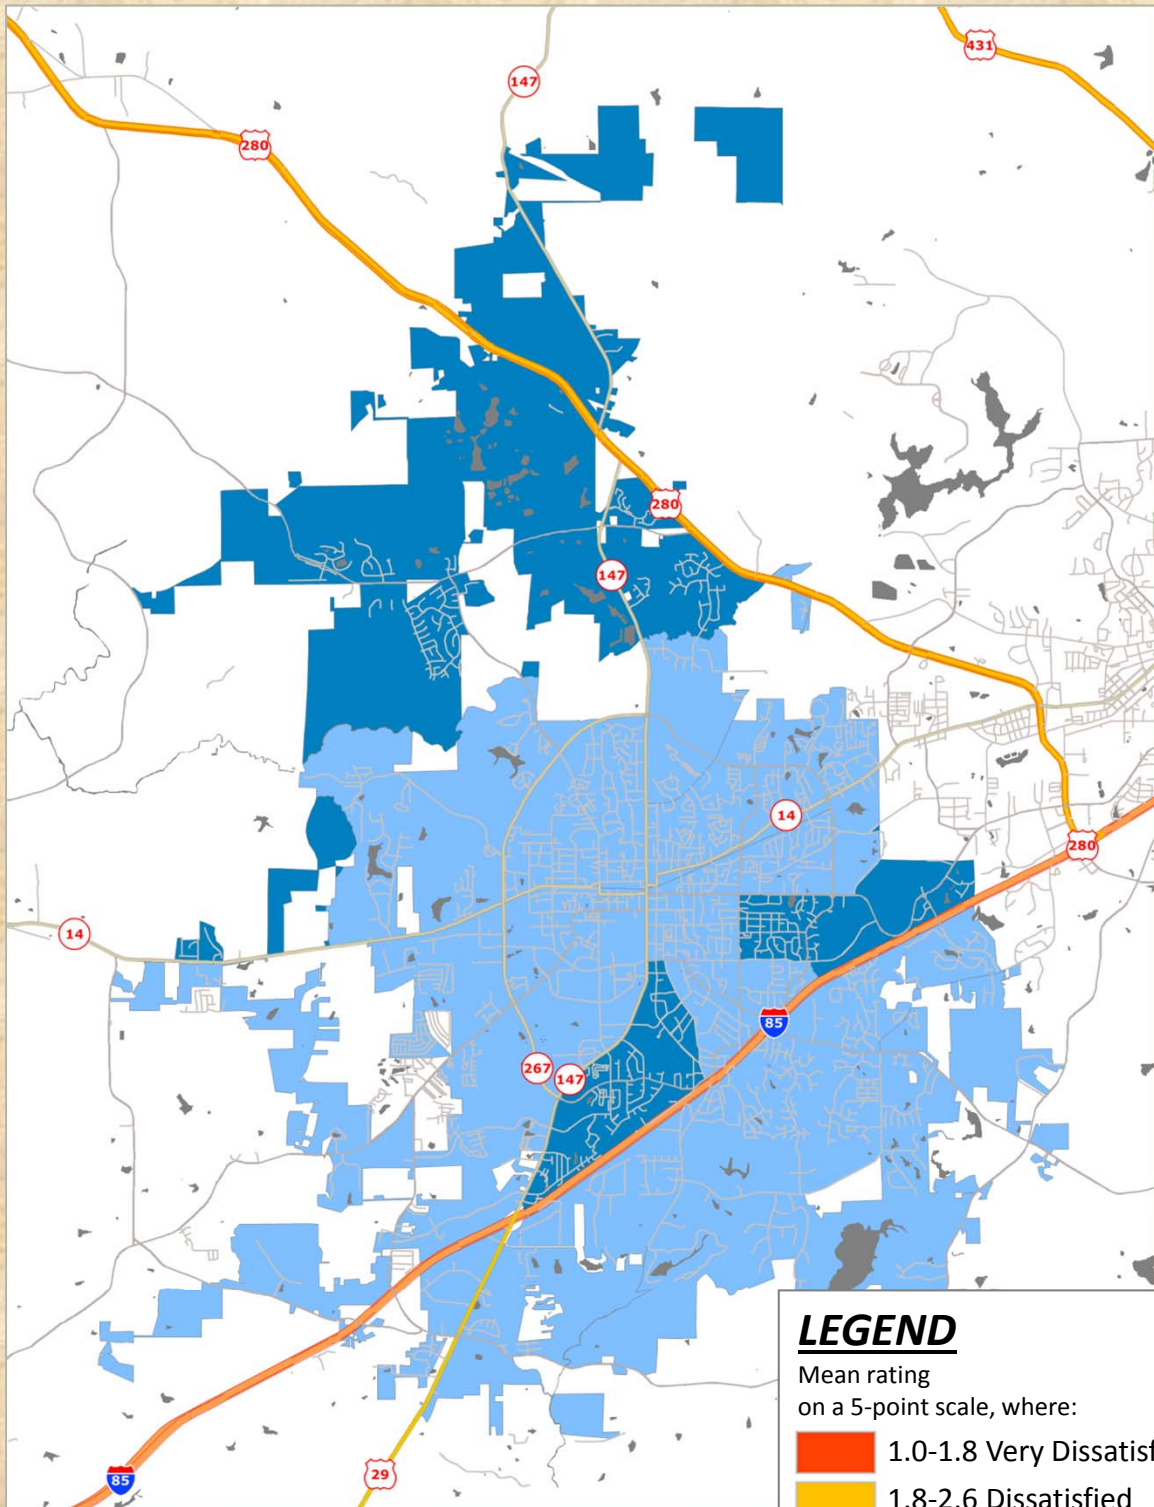 147
431
280
280
147
14
280
14
85
267
147
LEGEND
Mean rating
on a 5-point scale, where:
1.0-1.8 Very Dissatisf
29
85
1.8-2.6 Dissatisfied